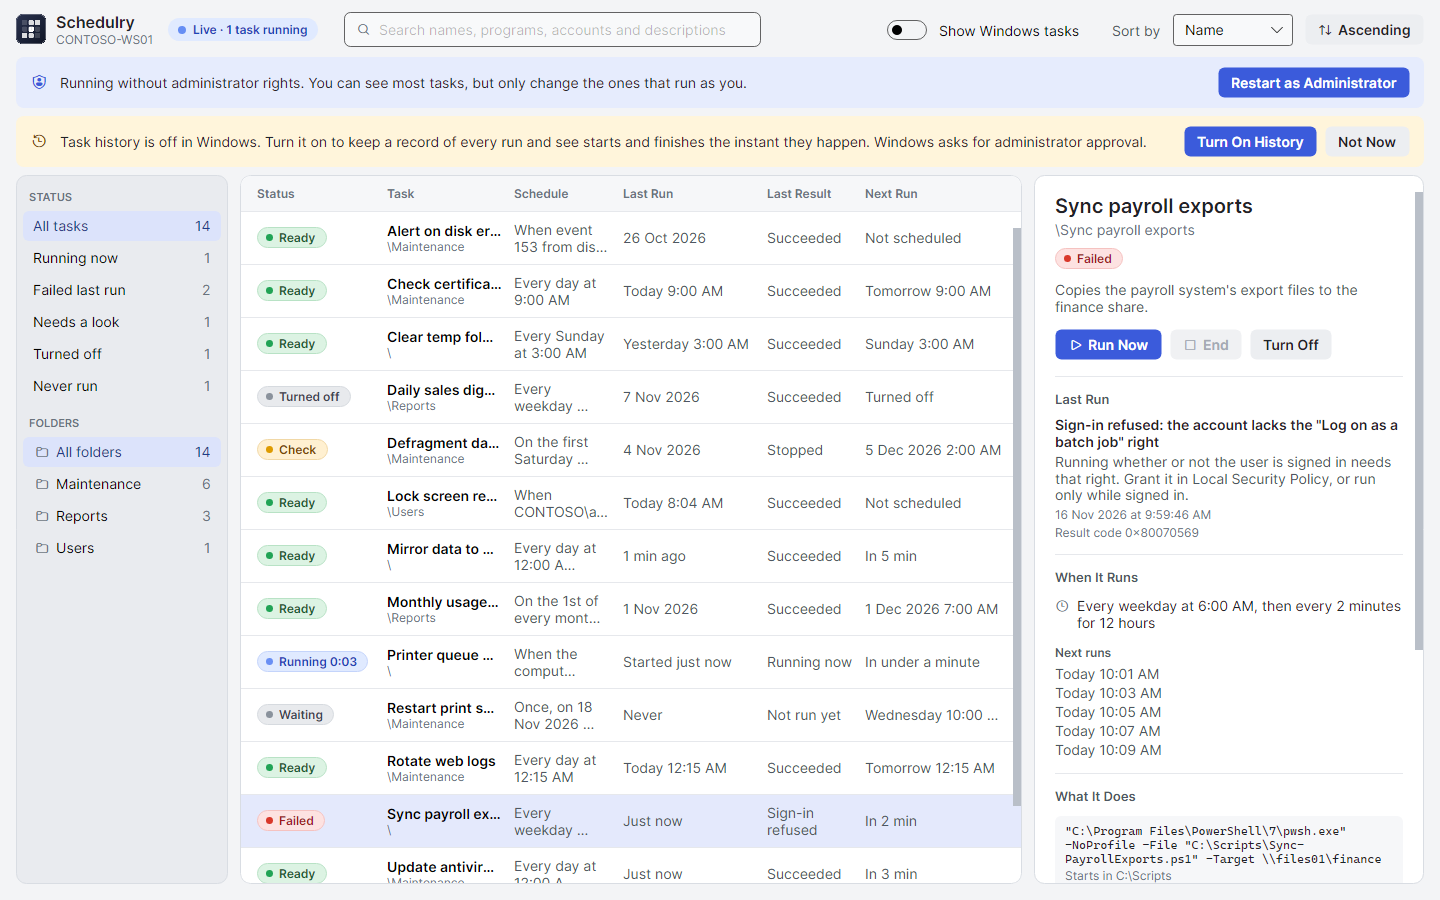 Schedulry
CONTOSO-WS01
Live · 1 task running
Search names, programs, accounts and descriptions
Show Windows tasks
Sort by
Name
Ascending
Running without administrator rights. You can see most tasks, but only change the ones that run as you.
Restart as Administrator
Task history is off in Windows. Turn it on to keep a record of every run and see starts and finishes the instant they happen. Windows asks for administrator approval.
Turn On History
Not Now
STATUS
All tasks 14
Running now 1
Failed last run 2
Needs a look 1
Turned off 1
Never run 1
FOLDERS
All folders 14
Maintenance 6
Reports 3
Users 1
Status Task Schedule Last Run Last Result Next Run
Ready
Alert on disk er...
\Maintenance
When event
153 from dis...
26 Oct 2026
Succeeded
Not scheduled
Ready
Check certifica...
\Maintenance
Every day at
9:00 AM
Today 9:00 AM
Succeeded
Tomorrow 9:00 AM
Ready
Clear temp fol...
\
Every Sunday
at 3:00 AM
Yesterday 3:00 AM
Succeeded
Sunday 3:00 AM
Turned off
Daily sales dig...
\Reports
Every
weekday ...
7 Nov 2026
Succeeded
Turned off
Check
Defragment da...
\Maintenance
On the first
Saturday ...
4 Nov 2026
Stopped
5 Dec 2026 2:00 AM
Ready
Lock screen re...
\Users
When
CONTOSO\a...
Today 8:04 AM
Succeeded
Not scheduled
Ready
Mirror data to ...
\
Every day at
12:00 A...
1 min ago
Succeeded
In 5 min
Ready
Monthly usage...
\Reports
On the 1st of
every mont...
1 Nov 2026
Succeeded
1 Dec 2026 7:00 AM
Running 0:03
Printer queue ...
\
When the
comput...
Started just now
Running now
In under a minute
Waiting
Restart print s...
\Maintenance
Once, on 18
Nov 2026 ...
Never
Not run yet
Wednesday 10:00 ...
Ready
Rotate web logs
\Maintenance
Every day at
12:15 AM
Today 12:15 AM
Succeeded
Tomorrow 12:15 AM
Failed
Sync payroll ex...
\
Every
weekday ...
Just now
Sign-in
refused
In 2 min
Ready
Update antivir...
\Maintenance
Every day at
12:00 A...
Just now
Succeeded
In 3 min
Sync payroll exports
\Sync payroll exports
Failed
Copies the payroll system's export files to the
finance share.
Run Now
End
Turn Off
Last Run
Sign-in refused: the account lacks the "Log on as a
batch job" right
Running whether or not the user is signed in needs
that right. Grant it in Local Security Policy, or run
only while signed in.
16 Nov 2026 at 9:59:46 AM
Result code 0x80070569
When It Runs
Every weekday at 6:00 AM, then every 2 minutes
for 12 hours
Next runs
Today 10:01 AM
Today 10:03 AM
Today 10:05 AM
Today 10:07 AM
Today 10:09 AM
What It Does
"C:\Program Files\PowerShell\7\pwsh.exe"
-NoProfile -File "C:\Scripts\Sync-
PayrollExports.ps1" -Target \\files01\finance
Starts in C:\Scripts